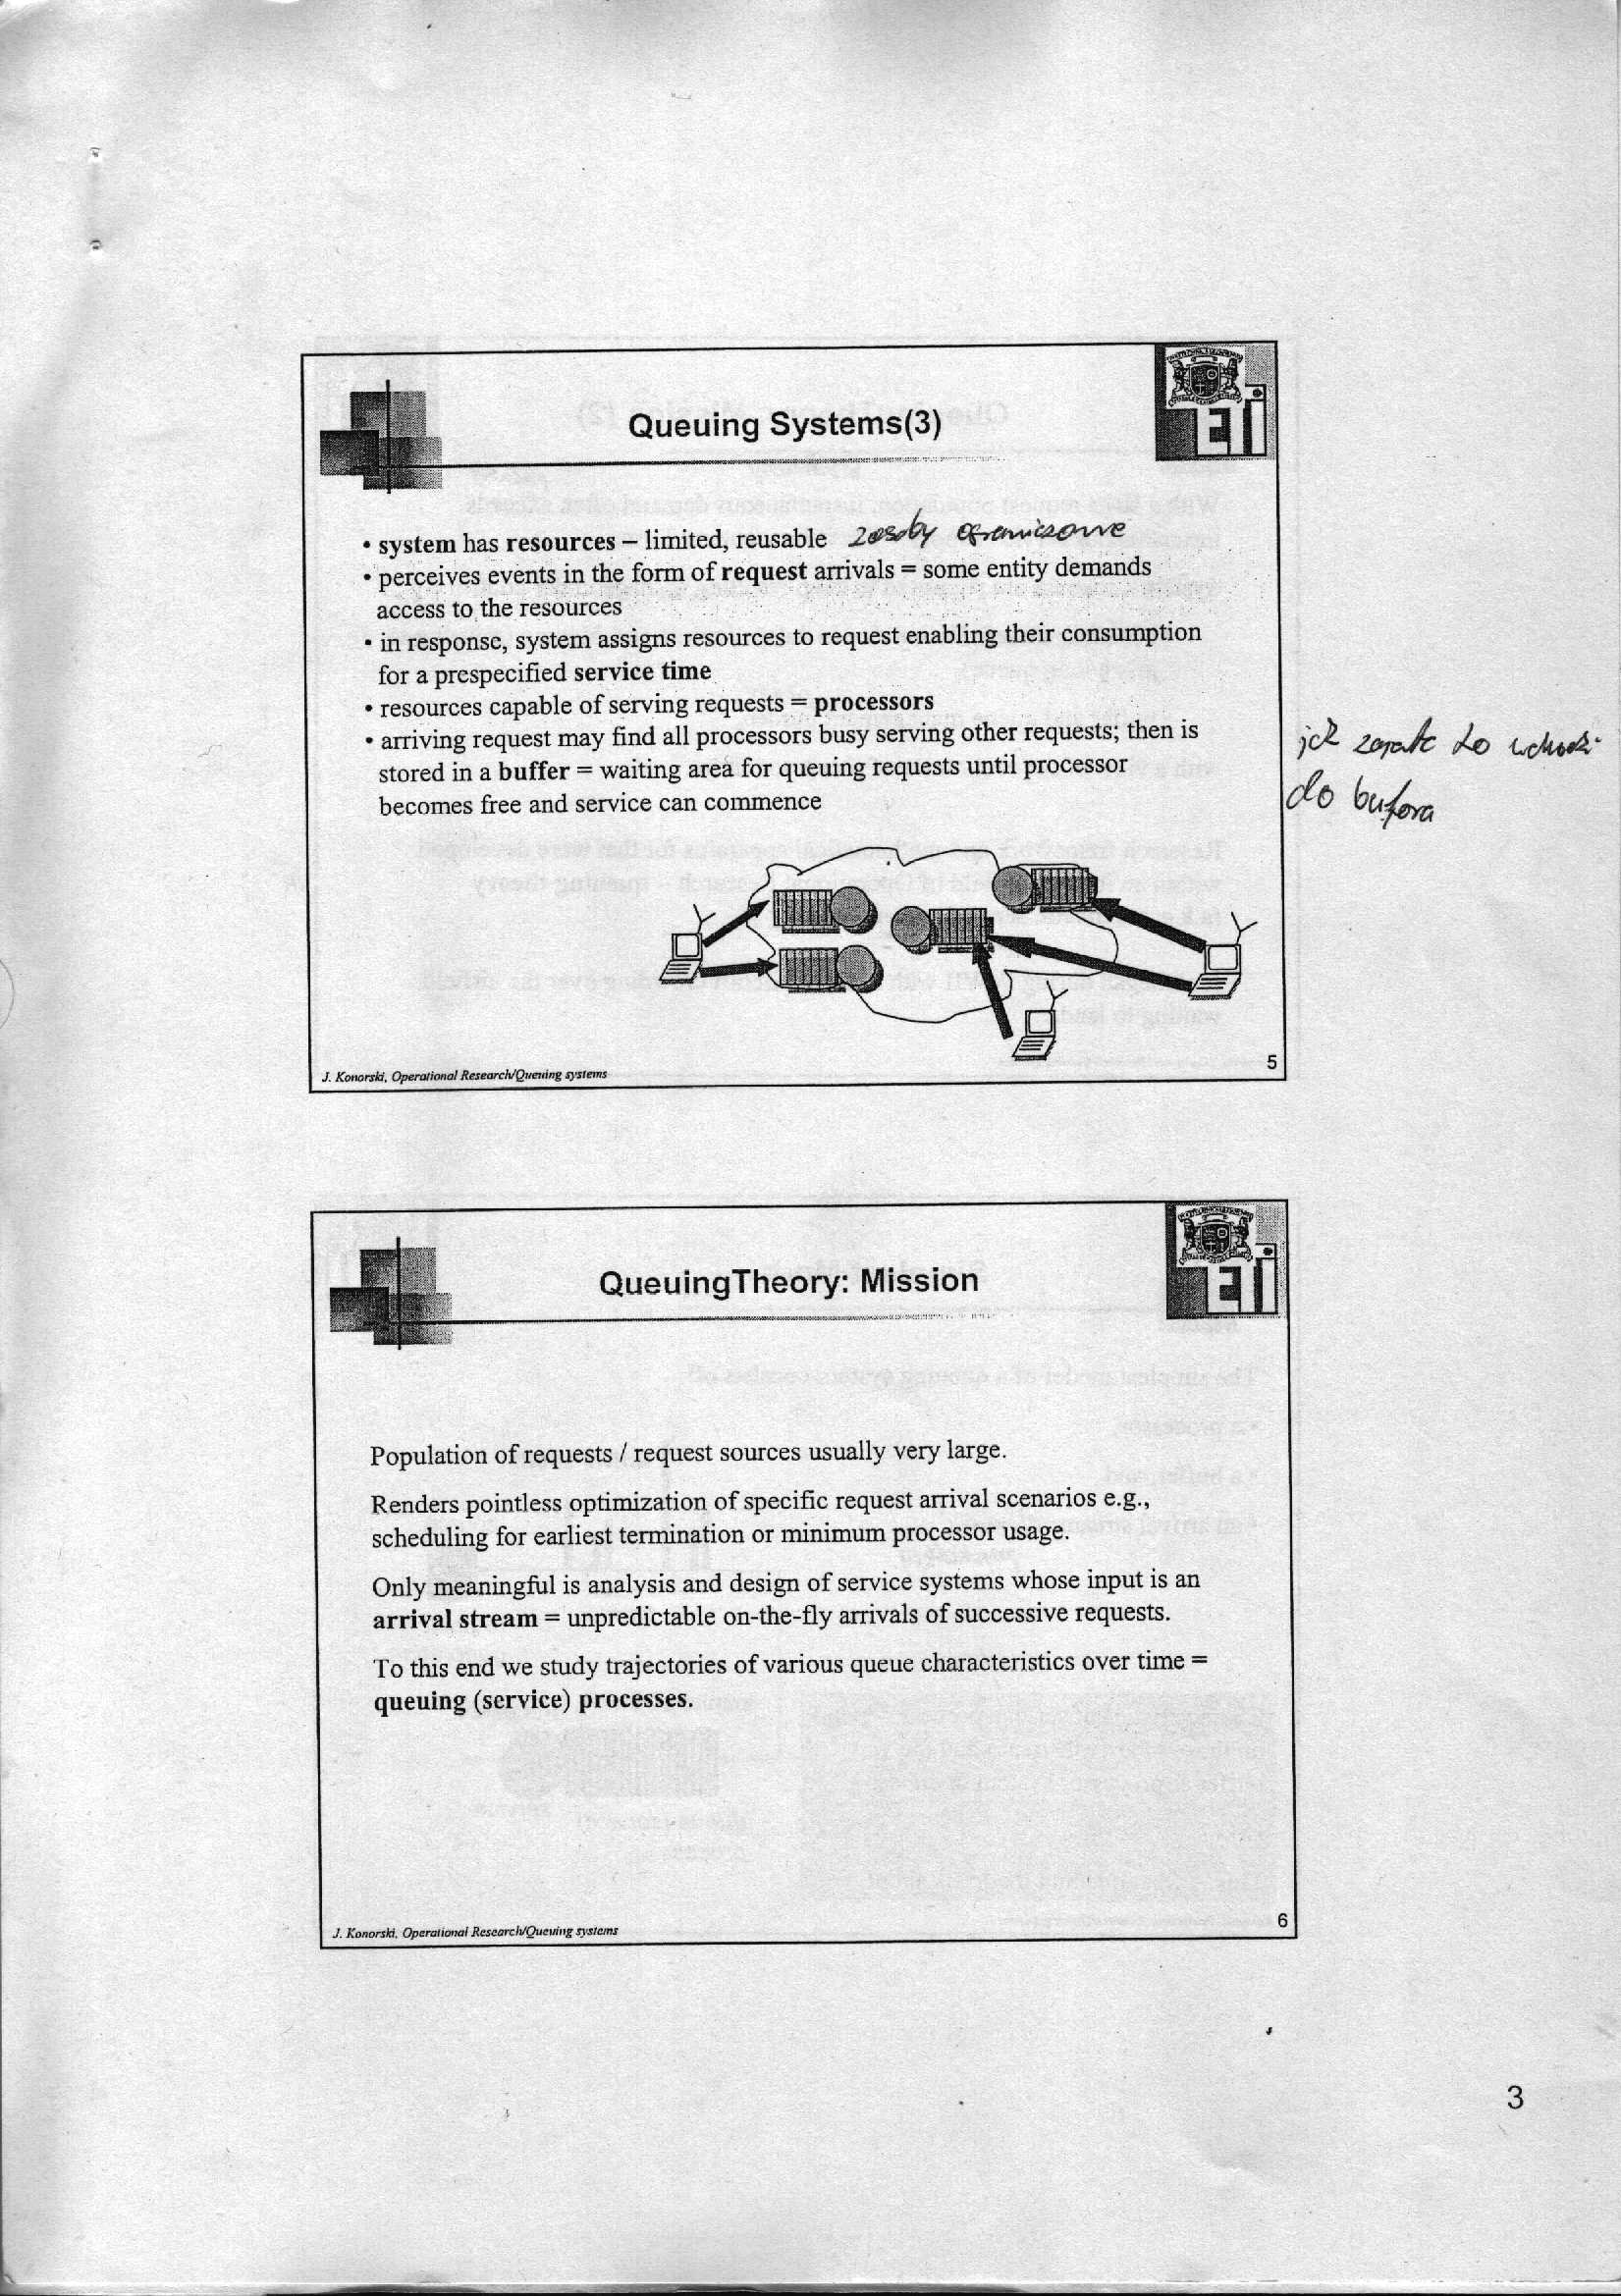 Queuing Systems(3)
ETI
• system has resources – limited, reusable zasoby ograniczone
• perceives events in the form of request arrivals = some entity demands
access to the resources
• in response, system assigns resources to request enabling their consumption
for a prespecified service time
• resources capable of serving requests = processors
• arriving request may find all processors busy serving other requests; then is
stored in a buffer = waiting area for queuing requests until processor
becomes free and service can commence
zajęte to wchodzi
do bufora
J. Konorski, Operational Research/Queuing systems
5
QueuingTheory: Mission
ETI
Population of requests / request sources usually very large.
Renders pointless optimization of specific request arrival scenarios e.g.,
scheduling for earliest termination or minimum processor usage.
Only meaningful is analysis and design of service systems whose input is an
arrival stream = unpredictable on-the-fly arrivals of successive requests.
To this end we study trajectories of various queue characteristics over time =
queuing (service) processes.
J. Konorski, Operational Research/Queuing systems
6
3